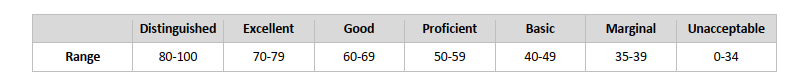 Distinguished Excellent Good Proficient Basic Marginal Unacceptable
Range 80-100 70-79 60-69 50-59 40-49 35-39 0-34